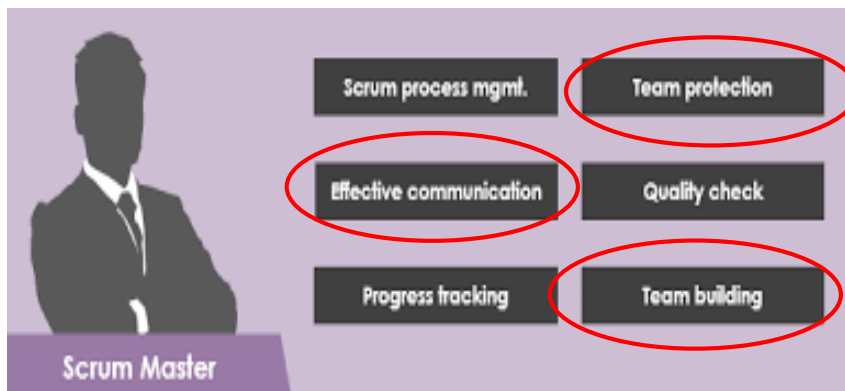 Scrum process mgmt.
Team protection
Effective communication
Quality check
Progress tracking
Team building
Scrum Master